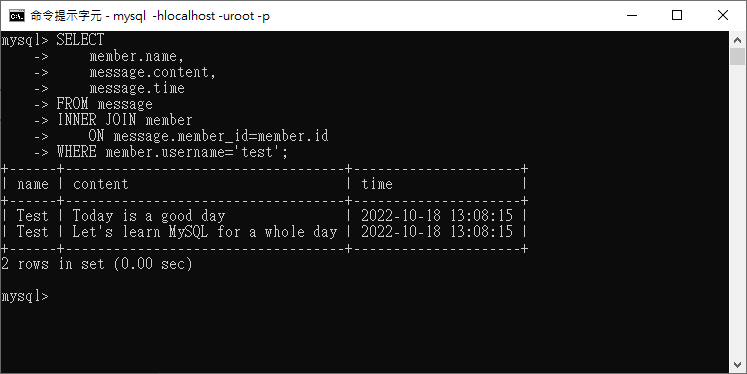 命令提示字元 - mysql -hlocalhost -uroot -p
mysql> SELECT
    ->     member.name,
    ->     message.content,
    ->     message.time
    -> FROM message
    -> INNER JOIN member
    ->     ON message.member_id=member.id
    -> WHERE member.username='test';
+------+----------------------------------+---------------------+
| name | content                          | time                |
+------+----------------------------------+---------------------+
| Test | Today is a good day              | 2022-10-18 13:08:15 |
| Test | Let's learn MySQL for a whole day | 2022-10-18 13:08:15 |
+------+----------------------------------+---------------------+
2 rows in set (0.00 sec)
mysql>